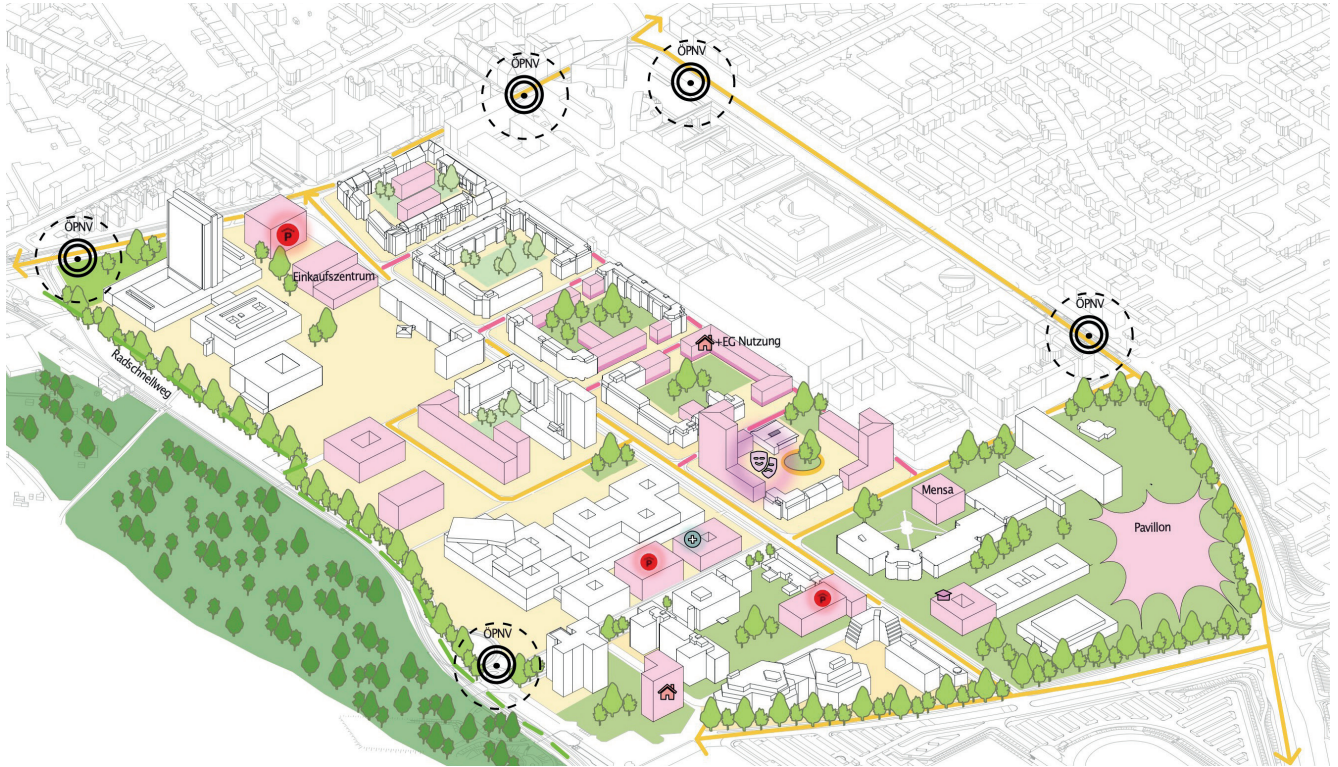 ÖPNV
ÖPNV
ÖPNV
P
Einkaufszentrum
ÖPNV
Radschnellweg
+EG Nutzung
Mensa
Pavillon
P
P
ÖPNV